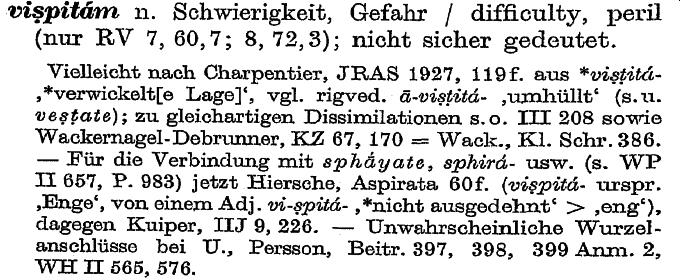 viṣpitám n. Schwierigkeit, Gefahr / difficulty, peril
(nur RV 7, 60,7; 8, 72,3); nicht sicher gedeutet.
Vielleicht nach Charpentier, JRAS 1927, 119f. aus *viṣṭitá-
‚*verwickelt[e Lage]‘, vgl. rigved. ā-viṣṭitá- ‚umhüllt‘ (s. u.
veṣṭate); zu gleichartigen Dissimilationen s. o. III 208 sowie
Wackernagel-Debrunner, KZ 67, 170 = Wack., Kl. Schr. 386.
— Für die Verbindung mit spháyate, sphirá- usw. (s. WP
II 657, P. 983) jetzt Hiersche, Aspirata 60f. (viṣpitá- urspr.
‚Enge‘, von einem Adj. vi-ṣpitá- ‚*nicht ausgedehnt‘ > ‚eng‘),
dagegen Kuiper, IIJ 9, 226. — Unwahrscheinliche Wurzel-
anschlüsse bei U., Persson, Beitr. 397, 398, 399 Anm. 2,
WH II 565, 576.